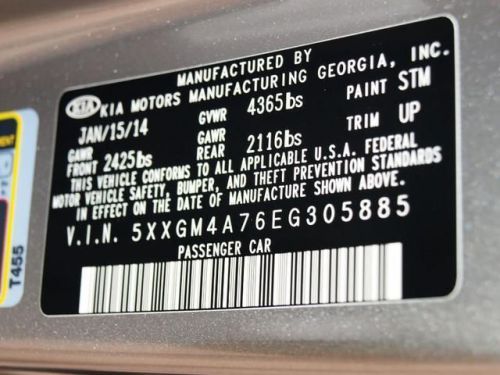 MANUFACTURED BY
KIA KIA MOTORS MANUFACTURING GEORGIA, INC.
JAN/15/14 GVWR 4365lbs PAINT STM
GAWR FRONT 2425lbs GAWR REAR 2116lbs TRIM UP
THIS VEHICLE CONFORMS TO ALL APPLICABLE U.S.A. FEDERAL
MOTOR VEHICLE SAFETY, BUMPER, AND THEFT PREVENTION STANDARDS
IN EFFECT ON THE DATE OF MANUFACTURE SHOWN ABOVE.
V.I.N. 5XXGM4A76EG305885
PASSENGER CAR
T455